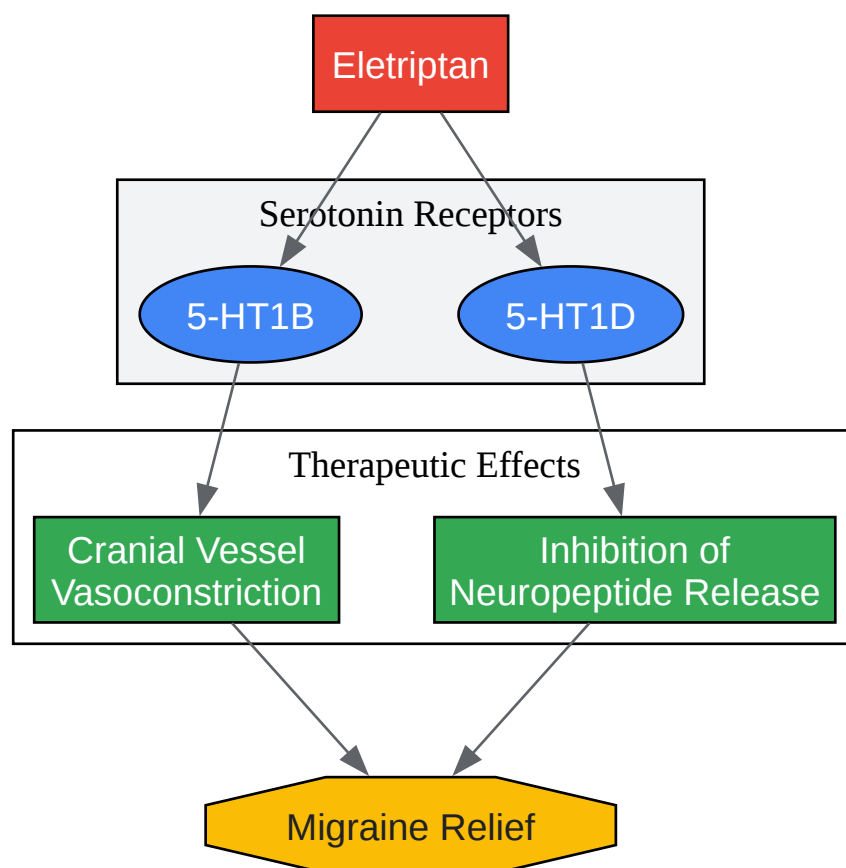 Eletriptan
Serotonin Receptors
5-HT1B
5-HT1D
Therapeutic Effects
Cranial Vessel
Vasoconstriction
Inhibition of
Neuropeptide Release
Migraine Relief